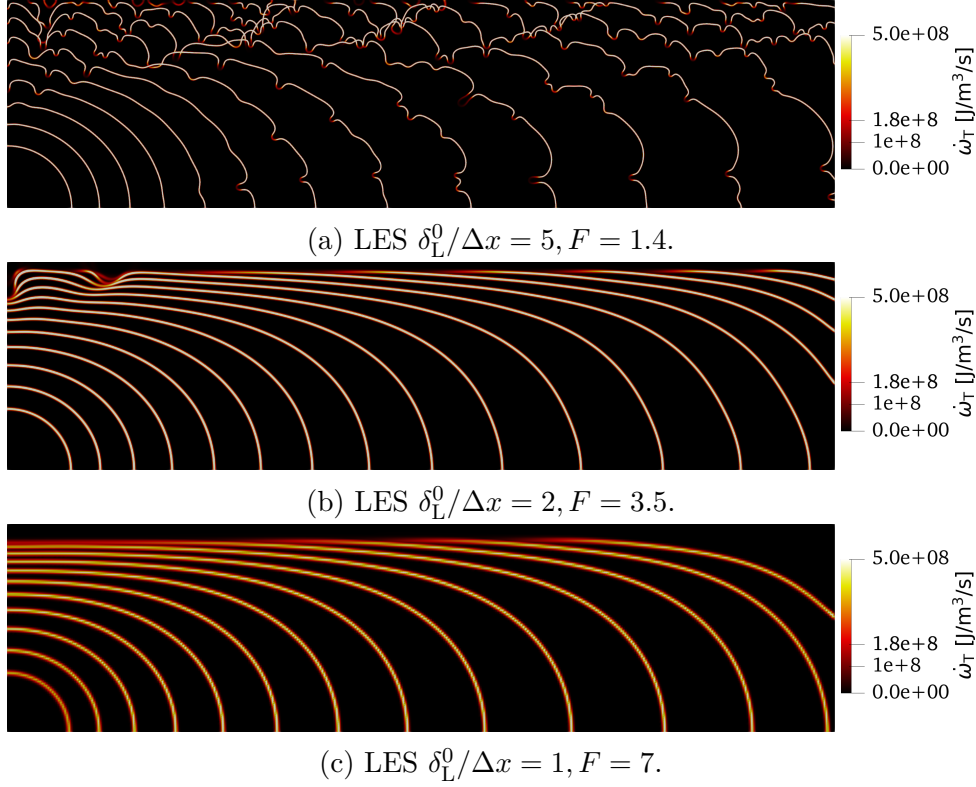 5.0e+08
1.8e+8
1e+8
0.0e+00
ω̇_T [J/m³/s]
(a) LES δ_L^0/Δx = 5, F = 1.4.
5.0e+08
1.8e+8
1e+8
0.0e+00
ω̇_T [J/m³/s]
(b) LES δ_L^0/Δx = 2, F = 3.5.
5.0e+08
1.8e+8
1e+8
0.0e+00
ω̇_T [J/m³/s]
(c) LES δ_L^0/Δx = 1, F = 7.